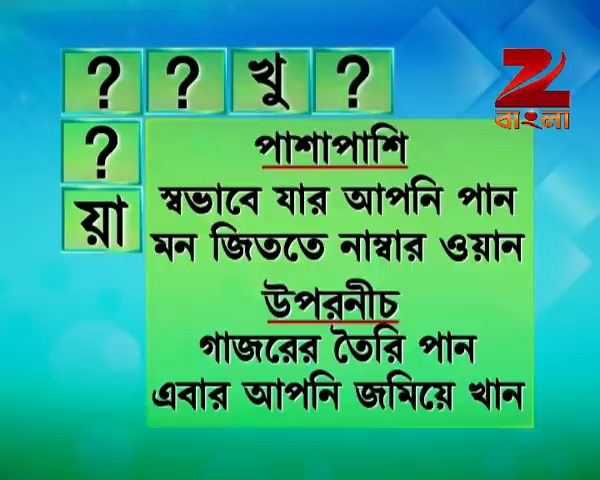 ? ? খু ?
?
য়া
বাংলা
পাশাপাশি
স্বভাবে যার আপনি পান
মন জিততে নাম্বার ওয়ান
উপরনীচ
গাজরের তৈরি পান
এবার আপনি জমিয়ে খান